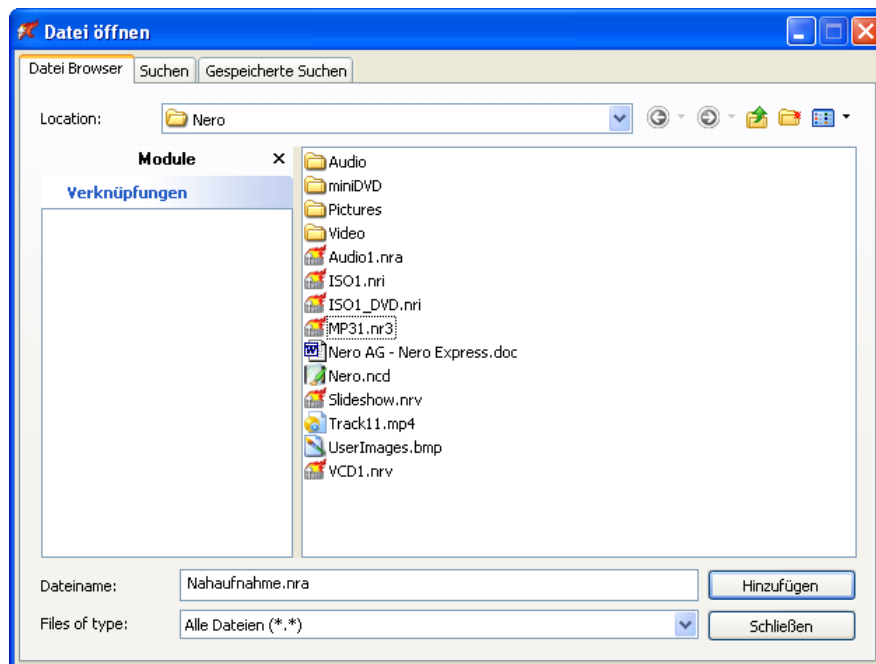 Datei öffnen
Datei Browser Suchen Gespeicherte Suchen
Location: Nero
Module
Verknüpfungen
Audio
miniDVD
Pictures
Video
Audio1.nra
ISO1.nri
ISO1_DVD.nri
MP31.nr3
Nero AG - Nero Express.doc
Nero.ncd
Slideshow.nrv
Track11.mp4
UserImages.bmp
VCD1.nrv
Dateiname: Nahaufnahme.nra Hinzufügen
Files of type: Alle Dateien (*.*) Schließen